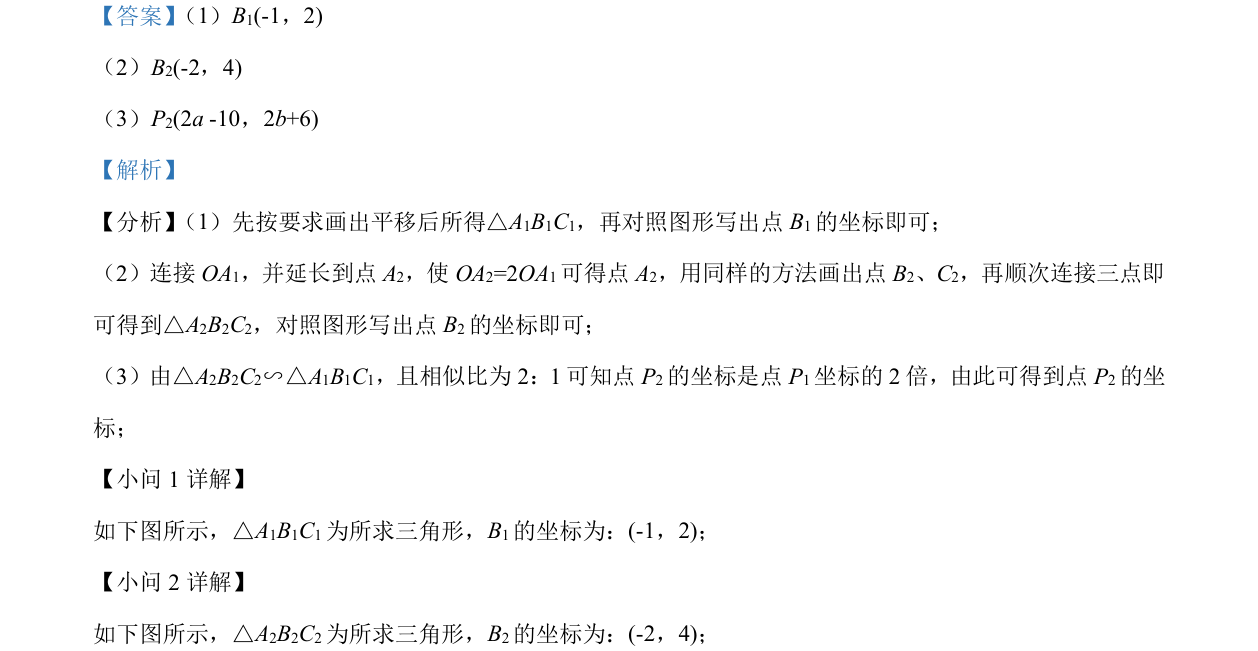 【答案】（1）B₁(-1，2)
（2）B₂(-2，4)
（3）P₂(2a -10，2b+6)
【解析】
【分析】（1）先按要求画出平移后所得△A₁B₁C₁，再对照图形写出点 B₁ 的坐标即可；
（2）连接 OA₁，并延长到点 A₂，使 OA₂=2OA₁ 可得点 A₂，用同样的方法画出点 B₂、C₂，再顺次连接三点即
可得到△A₂B₂C₂，对照图形写出点 B₂ 的坐标即可；
（3）由△A₂B₂C₂∽△A₁B₁C₁，且相似比为 2：1 可知点 P₂ 的坐标是点 P₁ 坐标的 2 倍，由此可得到点 P₂ 的坐
标；
【小问 1 详解】
如下图所示，△A₁B₁C₁ 为所求三角形，B₁ 的坐标为：(-1，2)；
【小问 2 详解】
如下图所示，△A₂B₂C₂ 为所求三角形，B₂ 的坐标为：(-2，4)；